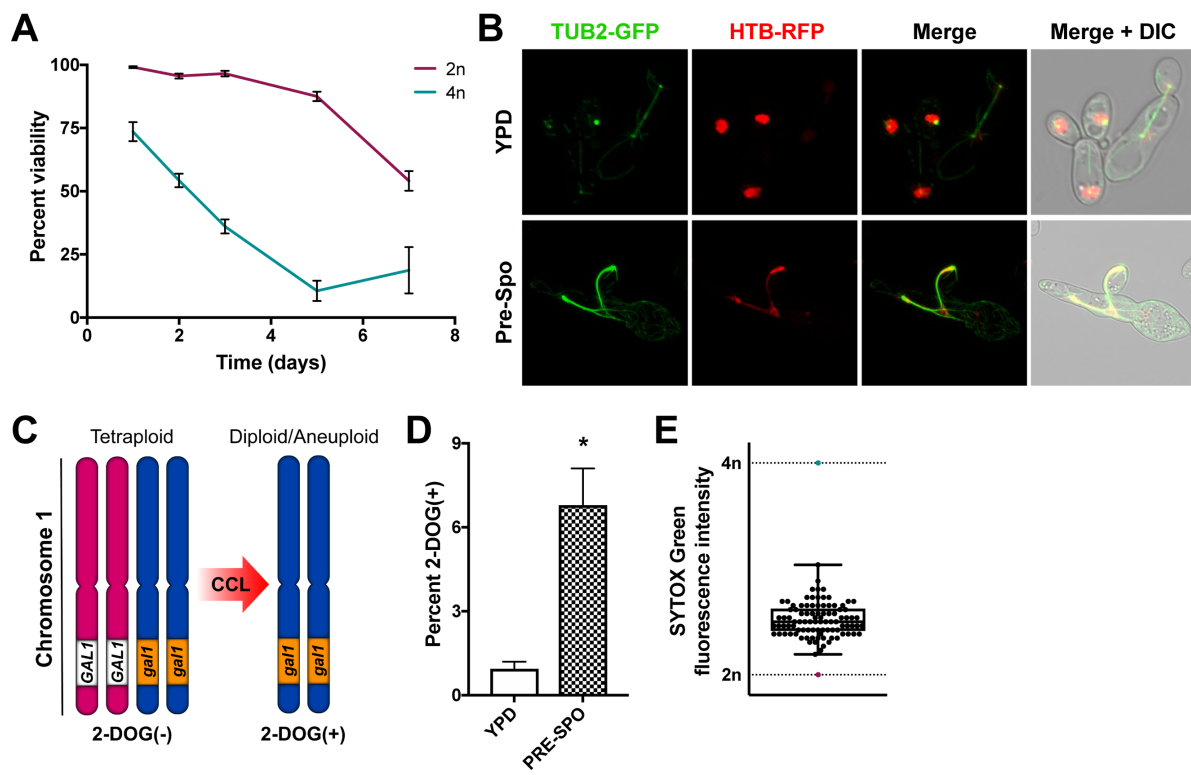 A
100
75
50
25
0
Percent viability
0 2 4 6 8
Time (days)
2n
4n
B
TUB2-GFP HTB-RFP Merge Merge + DIC
YPD
Pre-Spo
C
Tetraploid Diploid/Aneuploid
Chromosome 1
CCL
GAL1 GAL1 gal1 gal1 gal1 gal1
2-DOG(-) 2-DOG(+)
D
Percent 2-DOG(+)
9
6
3
0
*
YPD
PRE-SPO
E
SYTOX Green
fluorescence intensity
4n
2n